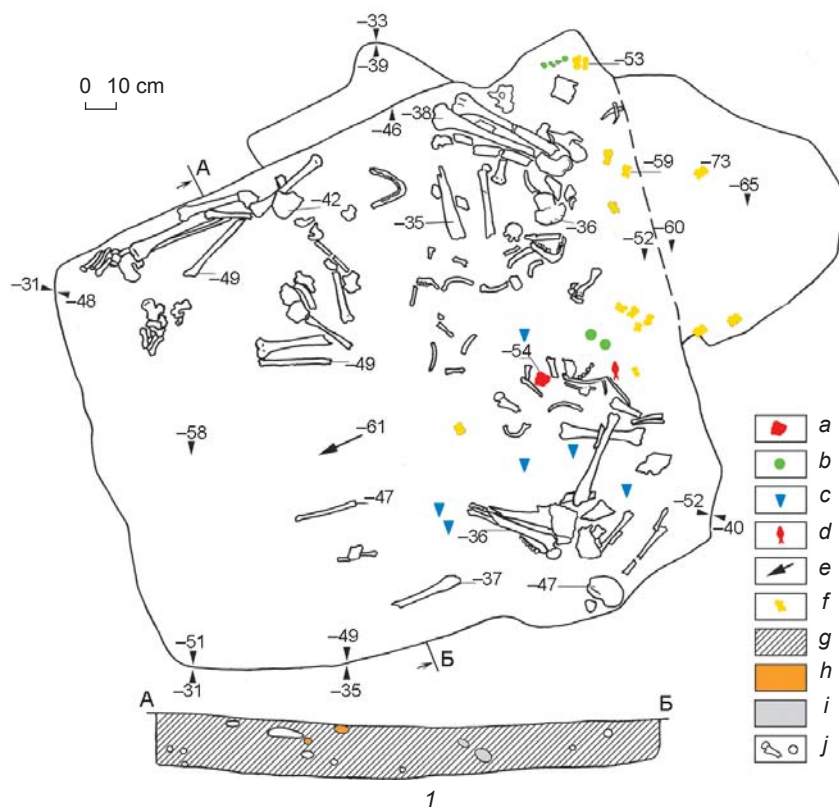 –33
–39
0 10 cm
–53
–38
–46
A
–59
–73
–42
–65
–35
–36
–60
–52
–49
–31
–48
–49
–54
a
–58
–61
b
–47
–52
c
–40
–36
d
–37
–47
e
f
–51
–49
g
Б
–31
–35
h
А
Б
i
j
1